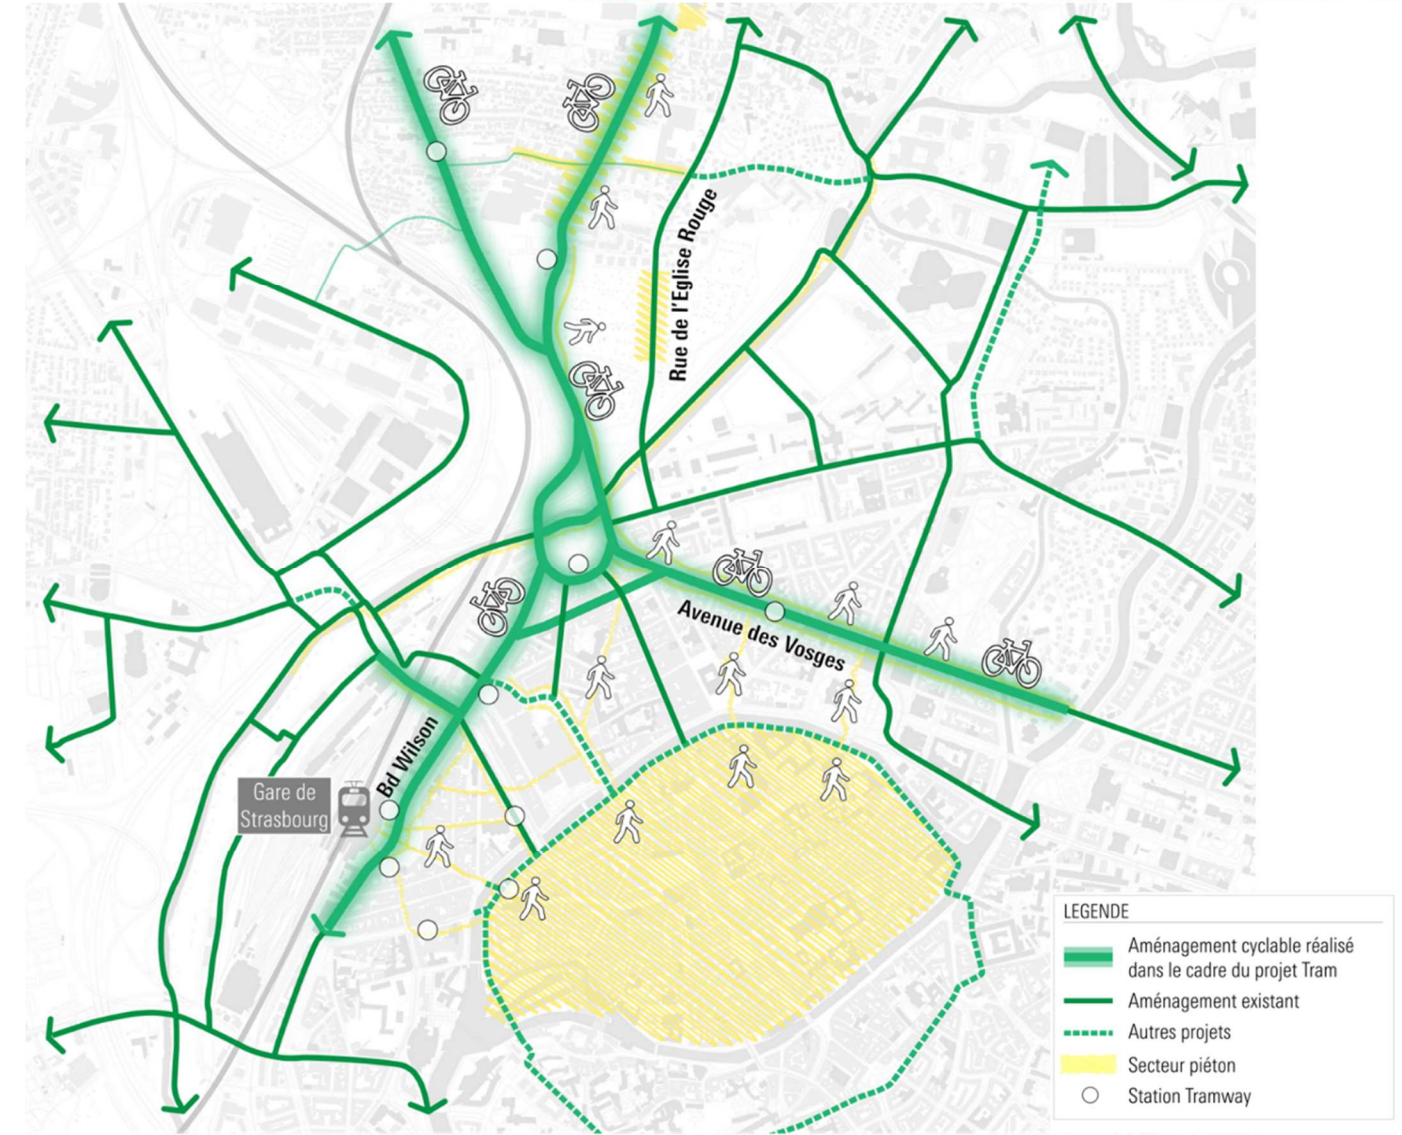 Rue de l'Eglise Rouge
Avenue des Vosges
Bd Wilson
Gare de
Strasbourg
LEGENDE
Aménagement cyclable réalisé
dans le cadre du projet Tram
Aménagement existant
Autres projets
Secteur piéton
Station Tramway